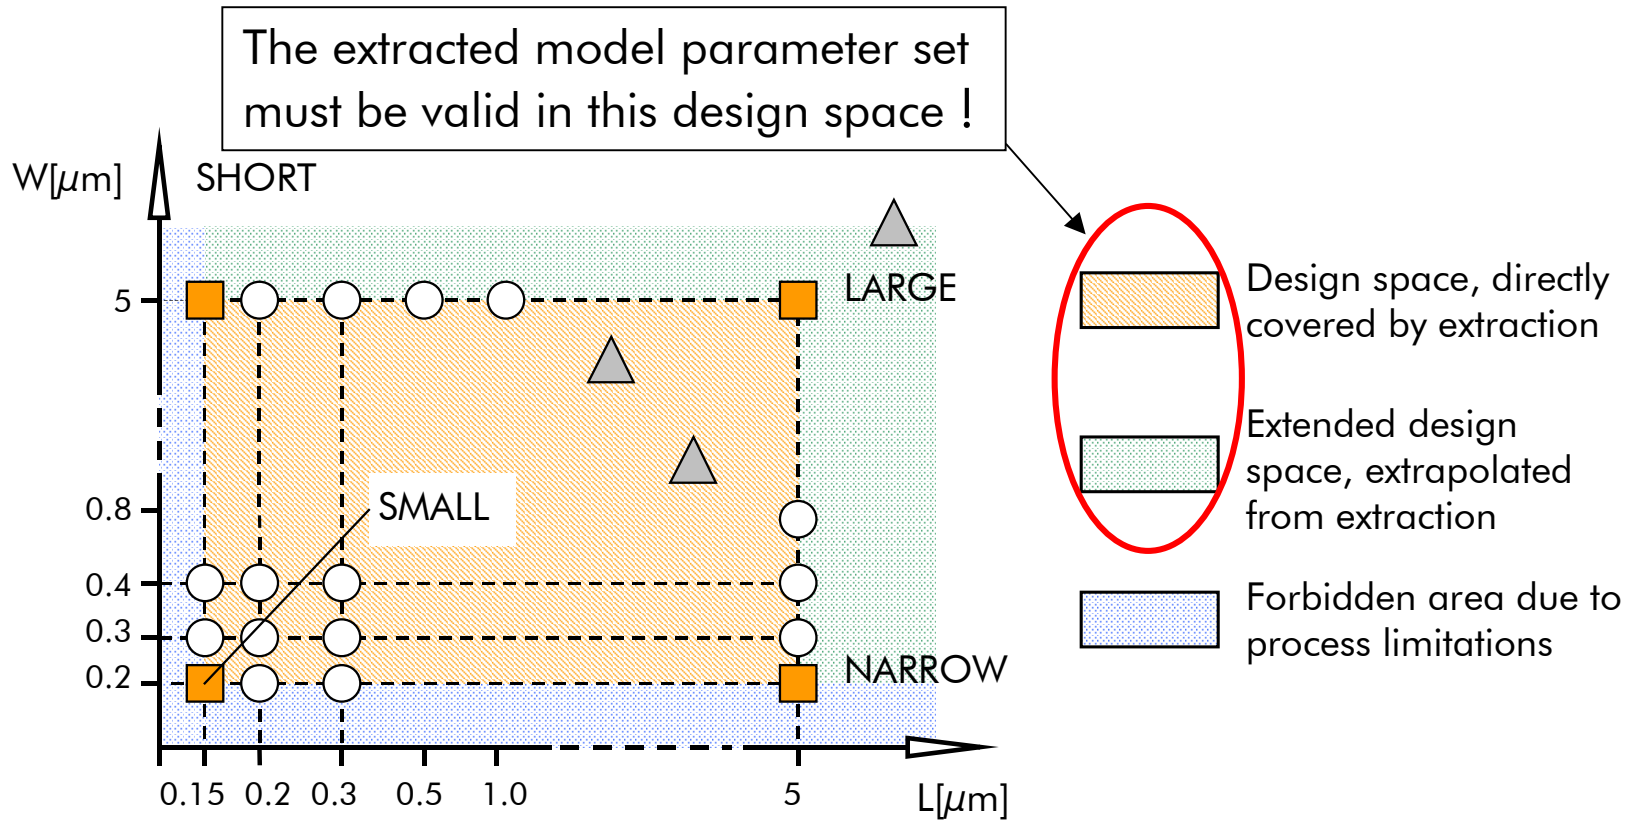 The extracted model parameter set
must be valid in this design space !
W[µm]
SHORT
LARGE
5
SMALL
0.8
0.4
0.3
0.2
NARROW
0.15
0.2
0.3
0.5
1.0
5
L[µm]
Design space, directly
covered by extraction
Extended design
space, extrapolated
from extraction
Forbidden area due to
process limitations